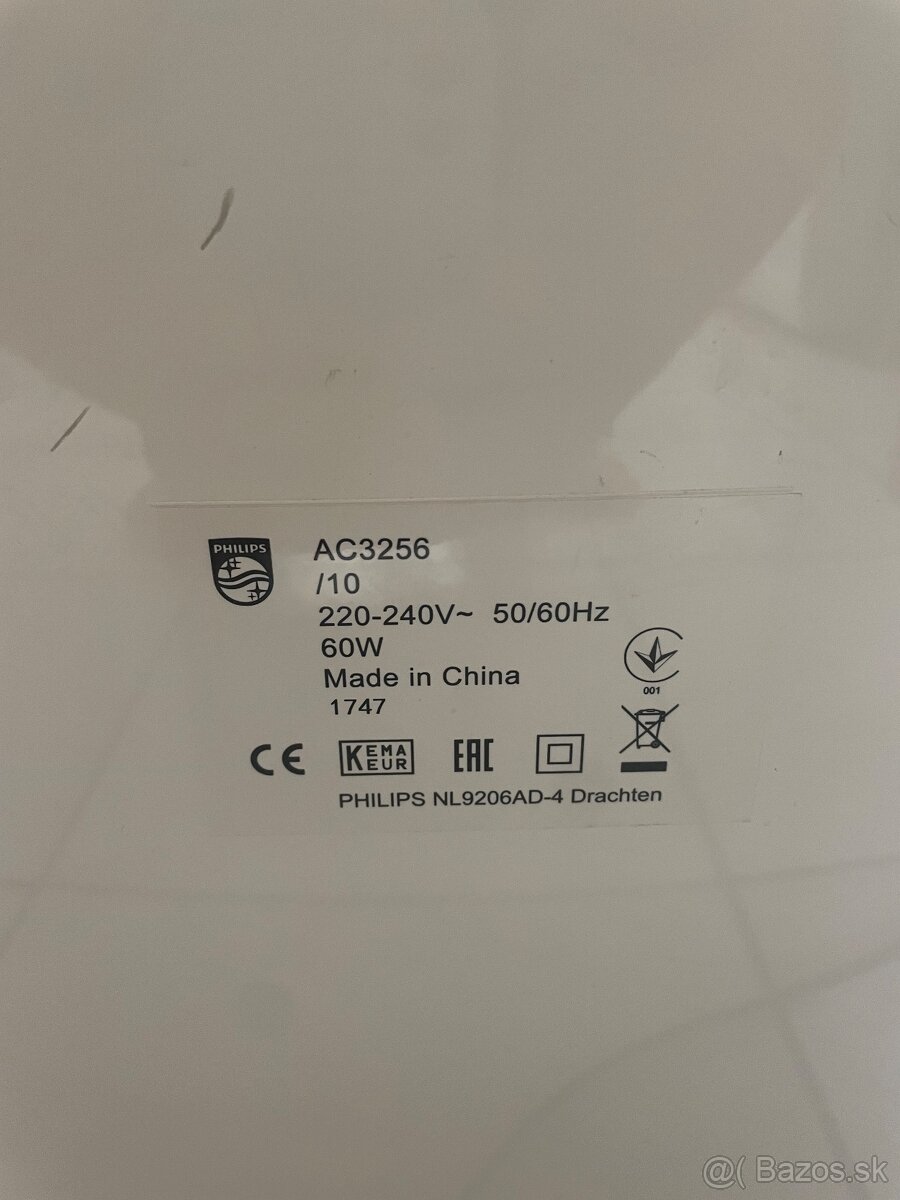 PHILIPS
AC3256
/10
220-240V~ 50/60Hz
60W
Made in China
1747
001
CE KEMA EUR EAC
PHILIPS NL9206AD-4 Drachten
@( Bazos.sk